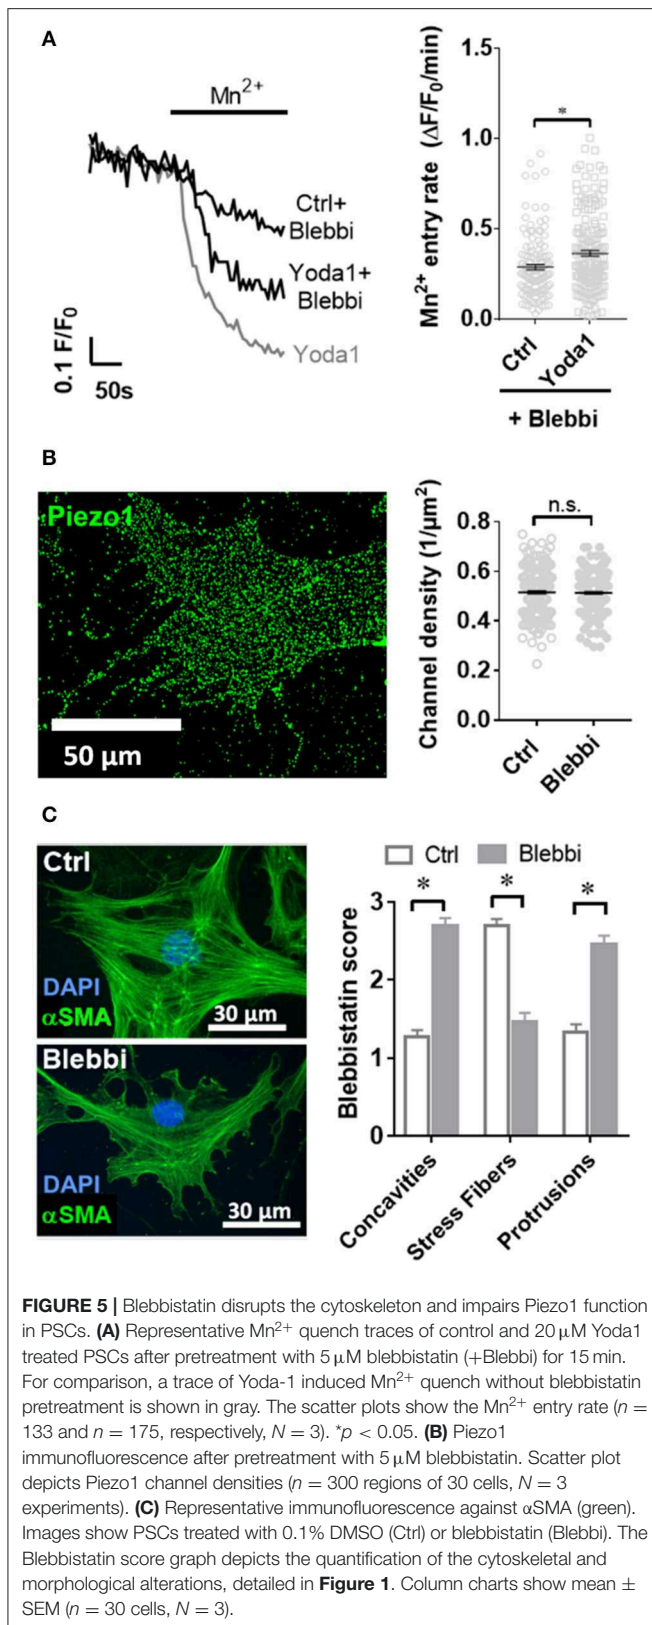 A
Mn2+
Ctrl+
Blebbi
Yoda1+
Blebbi
Yoda1
0.1 F/F0
50s
Mn2+ entry rate (ΔF/F0/min)
1.0
0.5
0.0
*
Ctrl
Yoda1
+ Blebbi
B
Piezo1
50 µm
Channel density (1/µm2)
0.8
0.6
0.4
0.2
0.0
n.s.
Ctrl
Blebbi
C
Ctrl
DAPI
αSMA
30 µm
Blebbi
DAPI
αSMA
30 µm
Ctrl
Blebbi
Blebbistatin score
3
2
1
0
*
*
*
Concavities
Stress Fibers
Protrusions
FIGURE 5 | Blebbistatin disrupts the cytoskeleton and impairs Piezo1 function
in PSCs. (A) Representative Mn2+ quench traces of control and 20 µM Yoda1
treated PSCs after pretreatment with 5 µM blebbistatin (+Blebbi) for 15 min.
For comparison, a trace of Yoda-1 induced Mn2+ quench without blebbistatin
pretreatment is shown in gray. The scatter plots show the Mn2+ entry rate (n =
133 and n = 175, respectively, N = 3). *p < 0.05. (B) Piezo1
immunofluorescence after pretreatment with 5 µM blebbistatin. Scatter plot
depicts Piezo1 channel densities (n = 300 regions of 30 cells, N = 3
experiments). (C) Representative immunofluorescence against αSMA (green).
Images show PSCs treated with 0.1% DMSO (Ctrl) or blebbistatin (Blebbi). The
Blebbistatin score graph depicts the quantification of the cytoskeletal and
morphological alterations, detailed in Figure 1. Column charts show mean ±
SEM (n = 30 cells, N = 3).